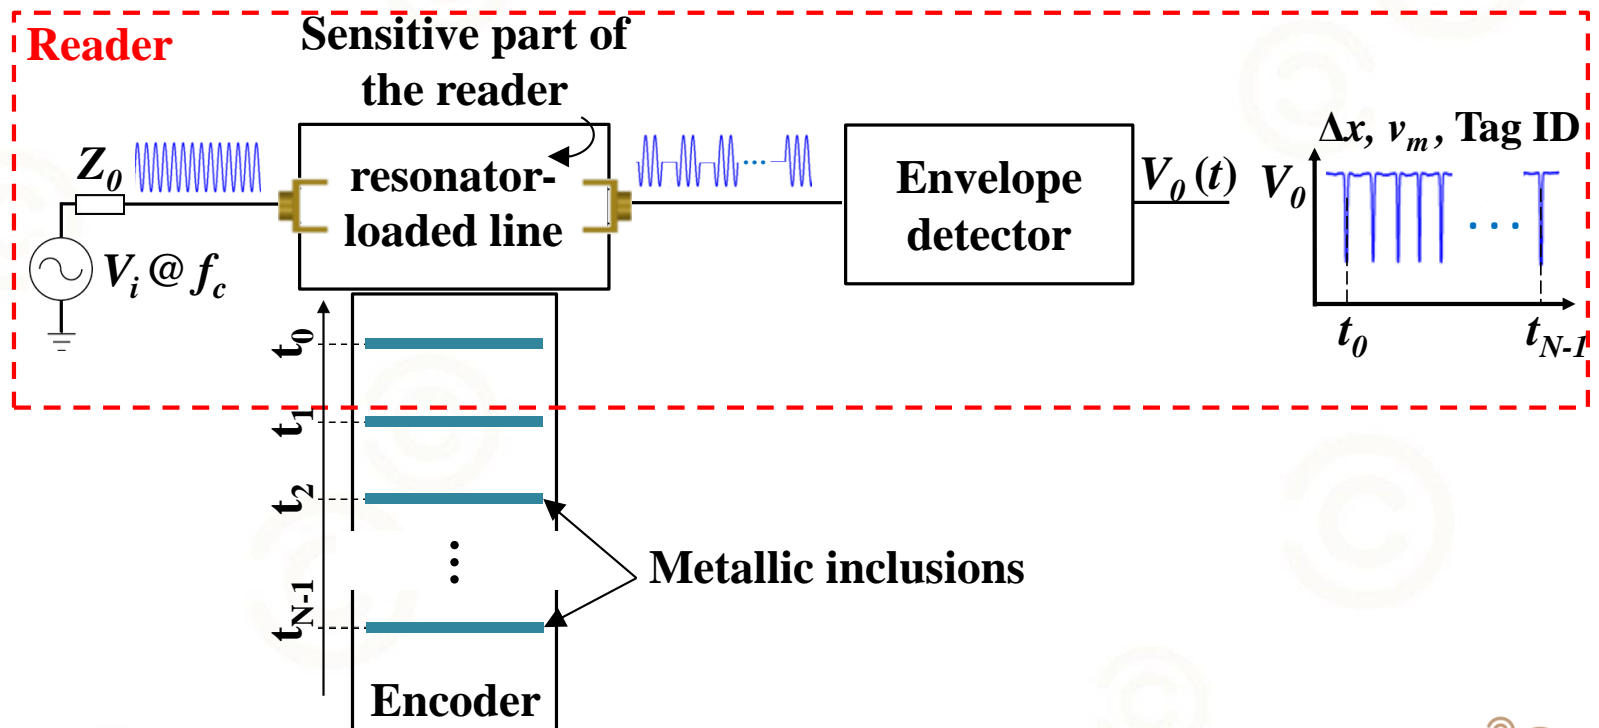 Reader
Sensitive part of
the reader
Z0
resonator-
loaded line
Vi @ fc
Envelope
detector
V0 (t)
Δx, vm, Tag ID
V0
...
t0
tN-1
t0
t1
t2
tN-1
Metallic inclusions
Encoder